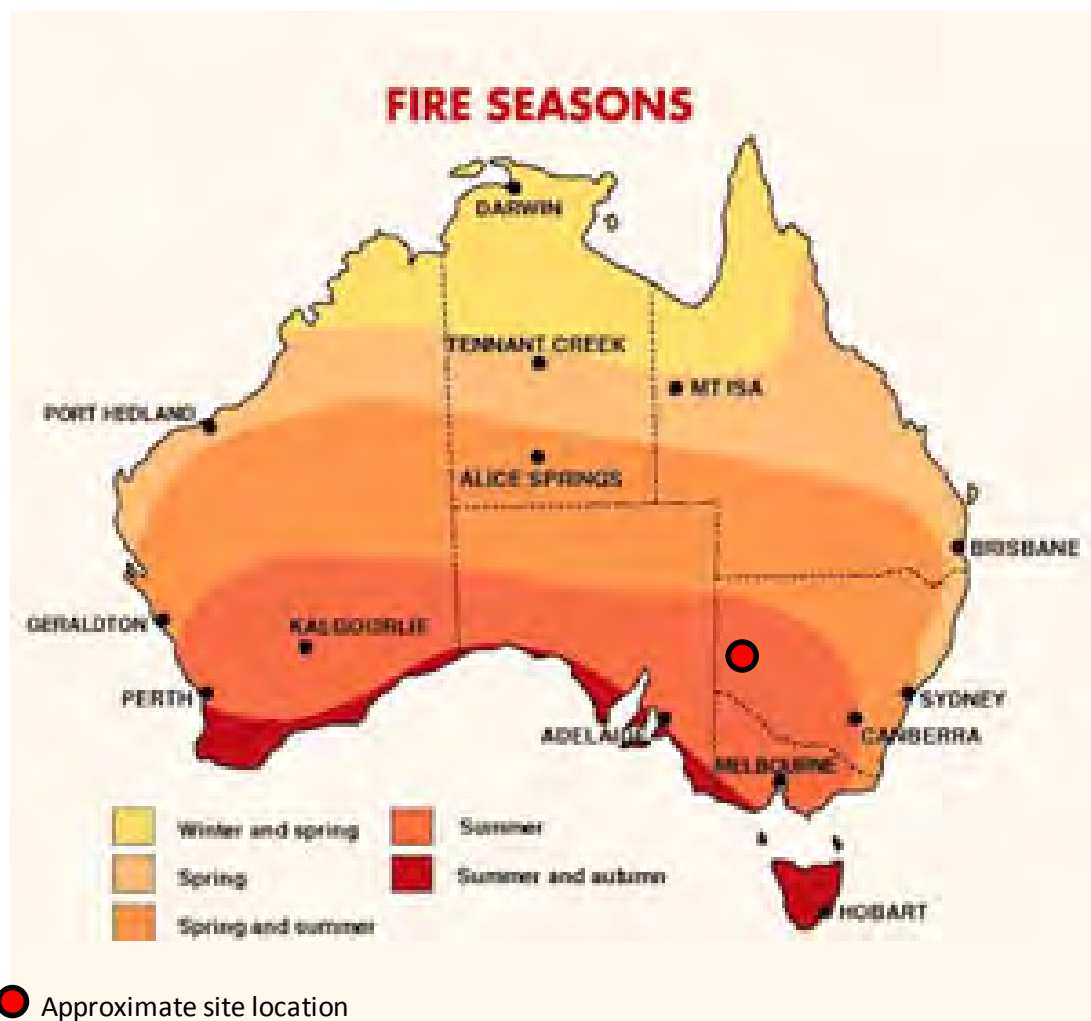 FIRE SEASONS
DARWIN
TENNANT CREEK
MT ISA
PORT HEDLAND
ALICE SPRINGS
BRISBANE
GERALDTON
KALGOORLIE
PERTH
SYDNEY
ADELAIDE
CANBERRA
MELBOURNE
Winter and spring
Summer
Spring
Summer and autumn
Spring and summer
HOBART
Approximate site location